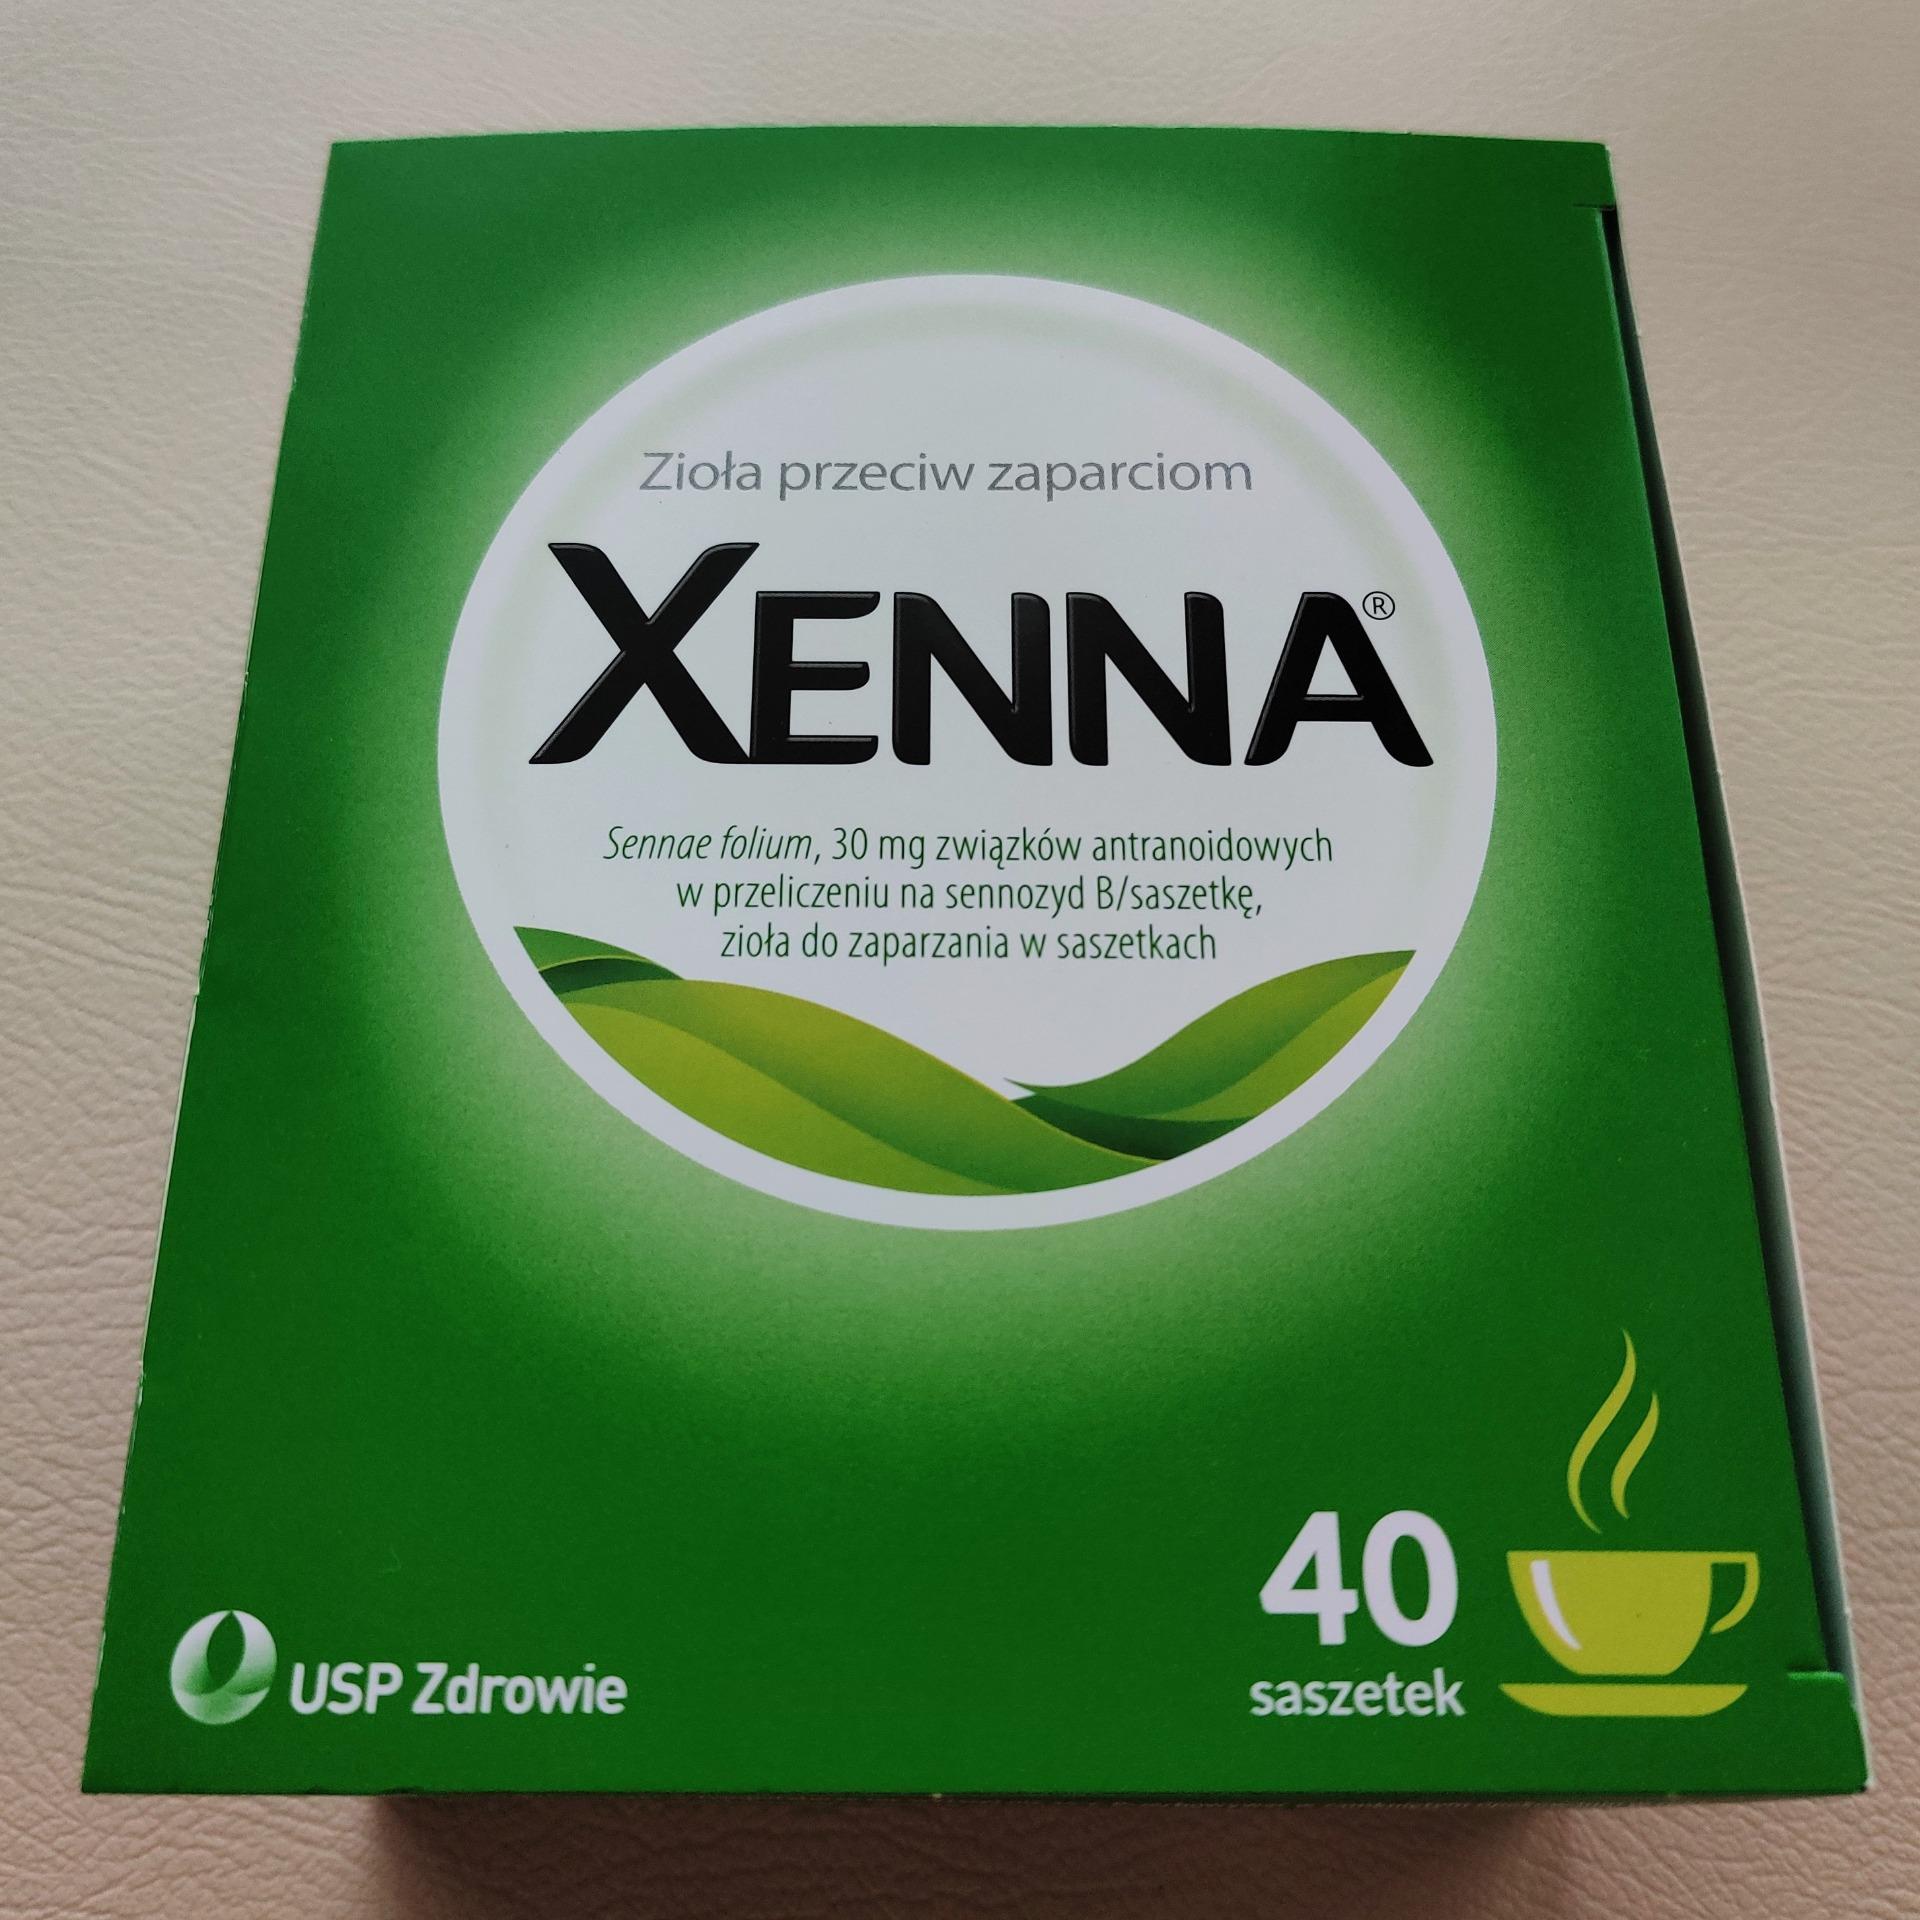 Zioła przeciw zaparciom
XENNA®
Sennae folium, 30 mg związków antranoidowych
w przeliczeniu na sennozyd B/saszetkę,
zioła do zaparzania w saszetkach
40
saszetek
USP Zdrowie